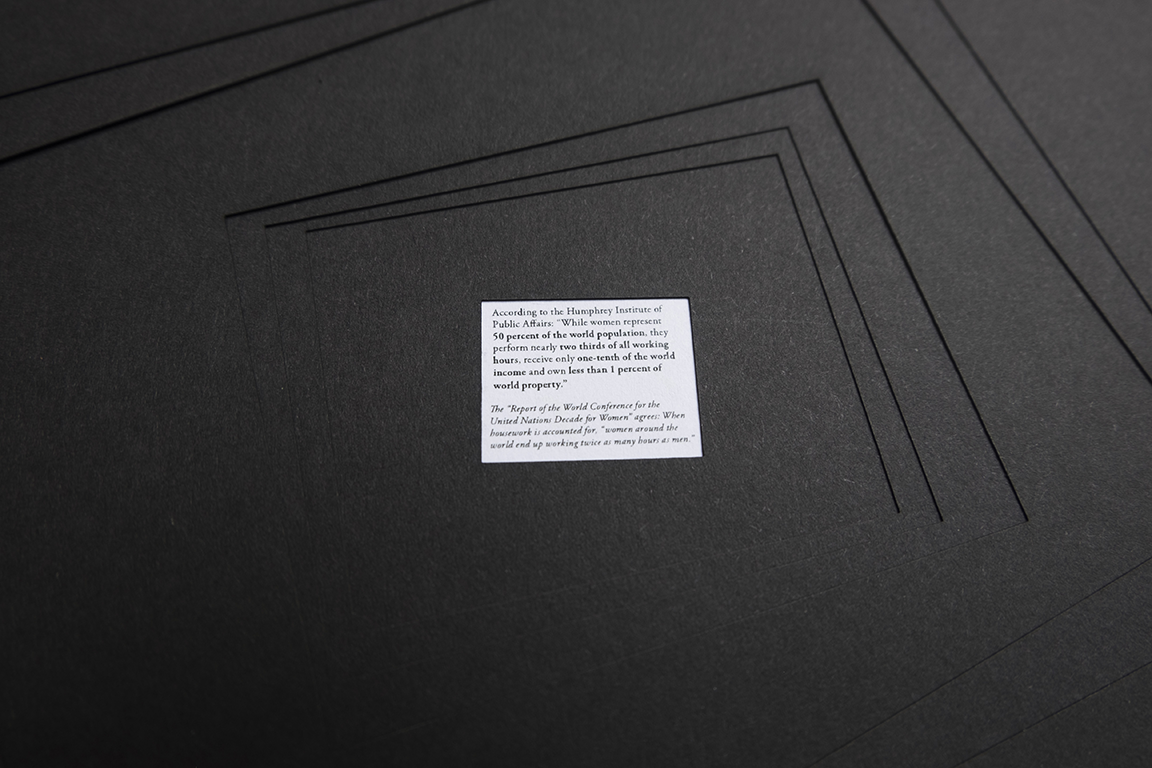 According to the Humphrey Institute of
Public Affairs: “While women represent
50 percent of the world population, they
perform nearly two thirds of all working
hours, receive only one-tenth of the world
income and own less than 1 percent of
world property.”
The “Report of the World Conference for the
United Nations Decade for Women” agrees: When
housework is accounted for, “women around the
world end up working twice as many hours as men.”